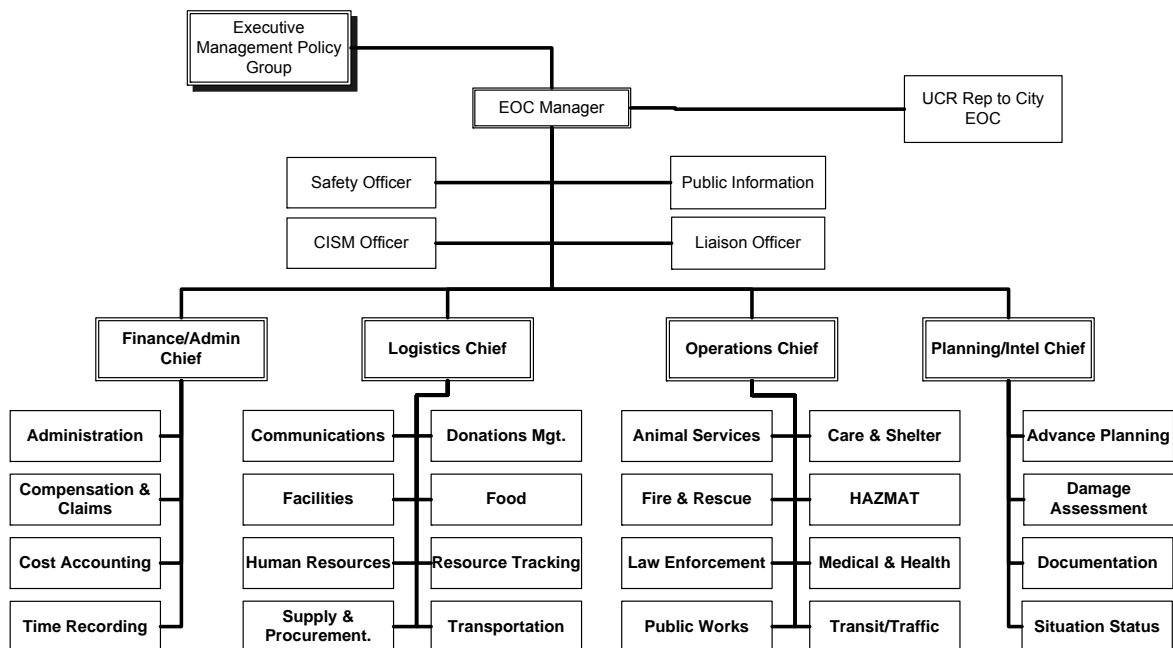 Executive
Management Policy
Group
EOC Manager
UCR Rep to City
EOC
Safety Officer
Public Information
CISM Officer
Liaison Officer
Finance/Admin
Chief
Logistics Chief
Operations Chief
Planning/Intel Chief
Administration
Communications
Donations Mgt.
Animal Services
Care & Shelter
Advance Planning
Compensation &
Claims
Facilities
Food
Fire & Rescue
HAZMAT
Damage
Assessment
Cost Accounting
Human Resources
Resource Tracking
Law Enforcement
Medical & Health
Documentation
Time Recording
Supply &
Procurement.
Transportation
Public Works
Transit/Traffic
Situation Status